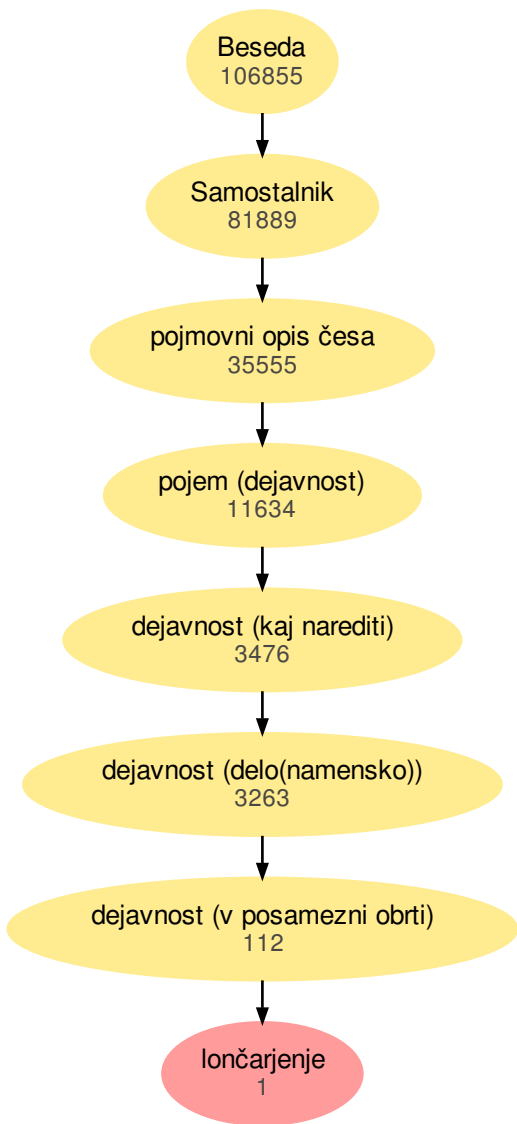 Beseda
106855
Samostalnik
81889
pojmovni opis česa
35555
pojem (dejavnost)
11634
dejavnost (kaj narediti)
3476
dejavnost (delo(namensko))
3263
dejavnost (v posamezni obrti)
112
lončarjenje
1